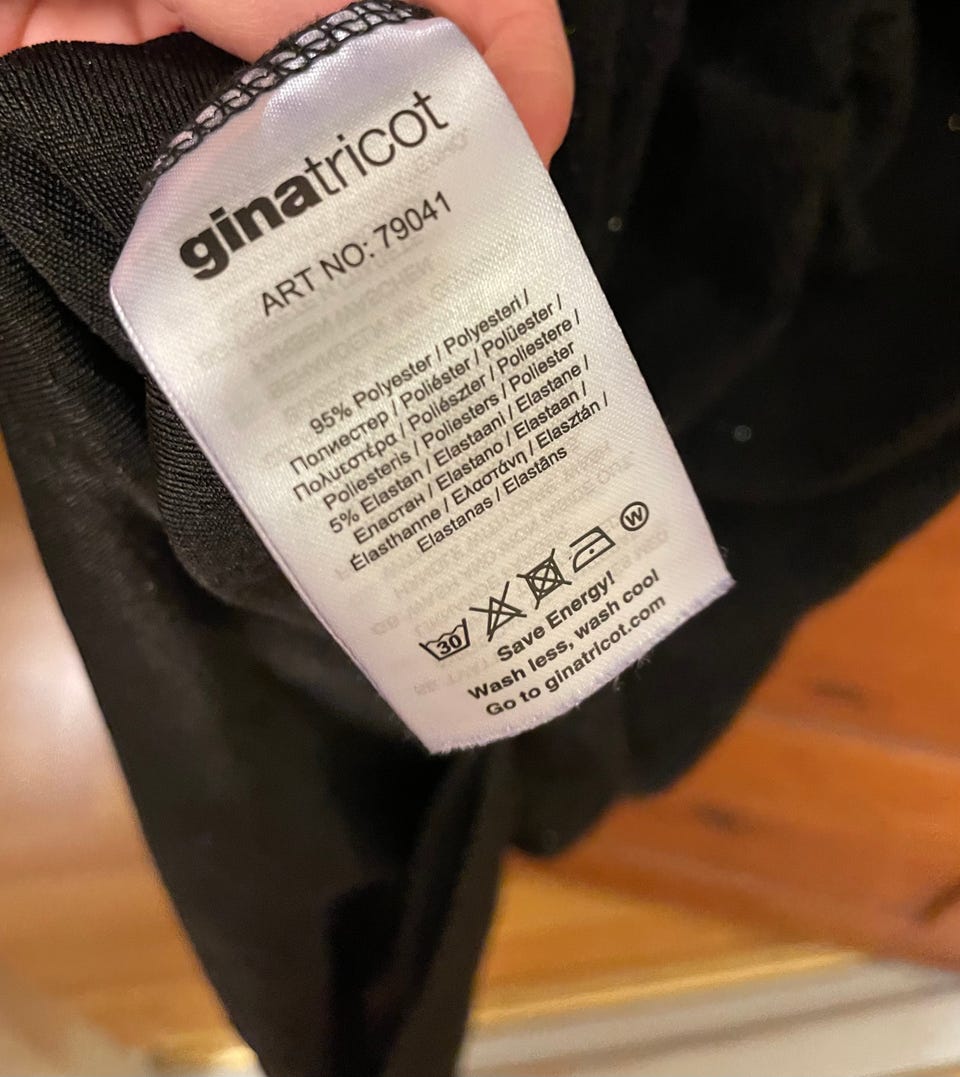 ginatricot
ART NO: 79041
95% Polyester / Polyesteri /
Полиестер / Poliéster / Polüester /
Πολυεστέρα / Poliészter / Poliestere /
Poliesteris / Poliesters / Poliester
5% Elastan / Elastaani / Elastane /
Еластан / Elastano / Elastaan /
Élasthanne / Ελαστάνη / Elasztán /
Elastanas / Elastāns
30
W
Save Energy!
Wash less, wash cool
Go to ginatricot.com